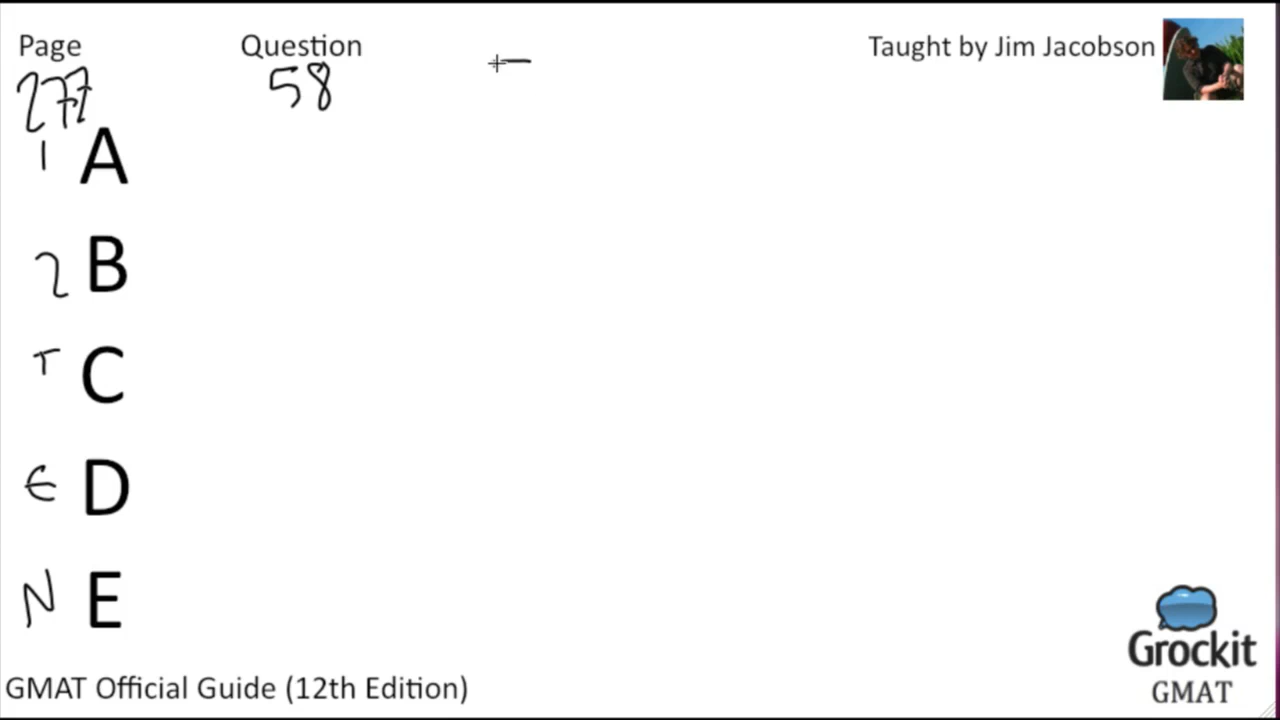 Page Question Taught by Jim Jacobson
277 58
1 A
2 B
T C
E D
N E
Grockit
GMAT
GMAT Official Guide (12th Edition)